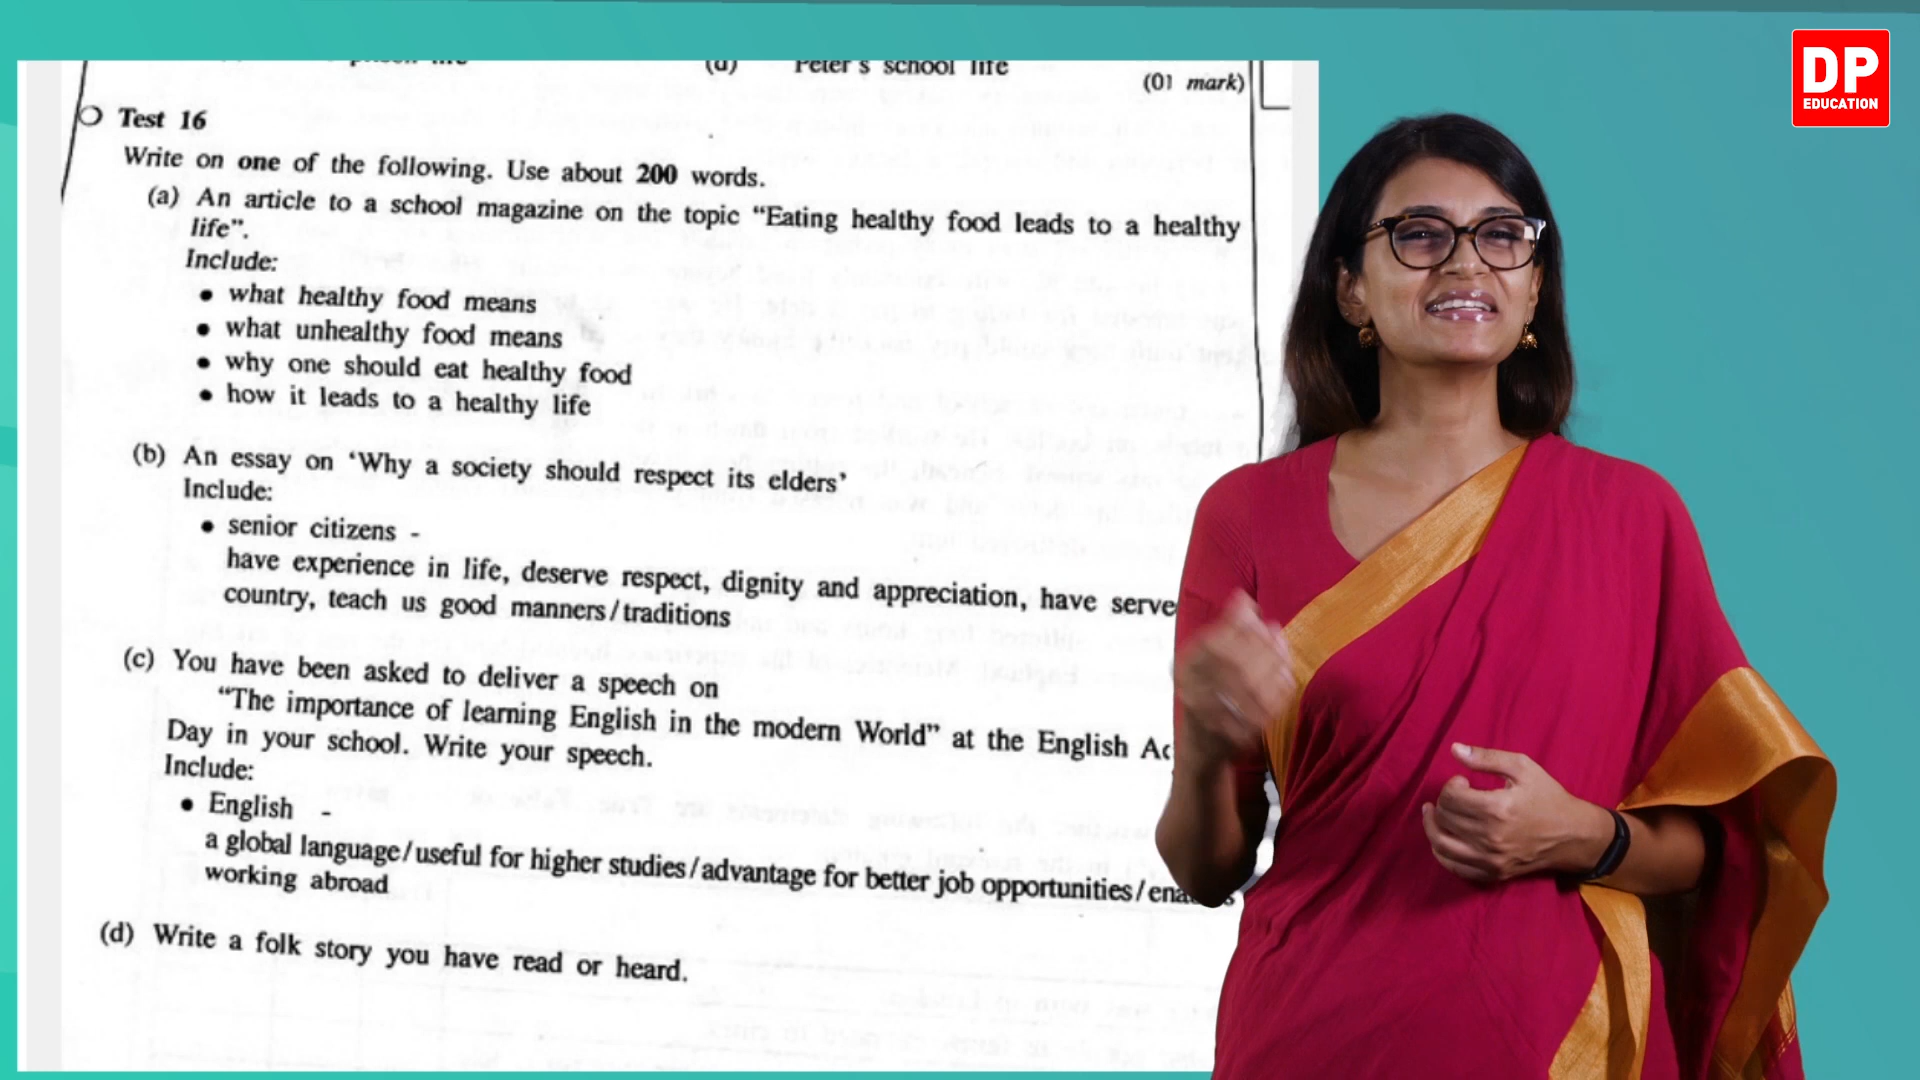 (d) Peter's school life
(01 mark)
Test 16
Write on one of the following. Use about 200 words.
(a) An article to a school magazine on the topic “Eating healthy food leads to a healthy
life”.
Include:
• what healthy food means
• what unhealthy food means
• why one should eat healthy food
• how it leads to a healthy life
(b) An essay on ‘Why a society should respect its elders’
Include:
• senior citizens -
have experience in life, deserve respect, dignity and appreciation, have serve
country, teach us good manners/traditions
(c) You have been asked to deliver a speech on
“The importance of learning English in the modern World” at the English
Day in your school. Write your speech.
Include:
• English -
a global language/useful for higher studies/advantage for better job opportunities/
working abroad
(d) Write a folk story you have read or heard.
DP
EDUCATION